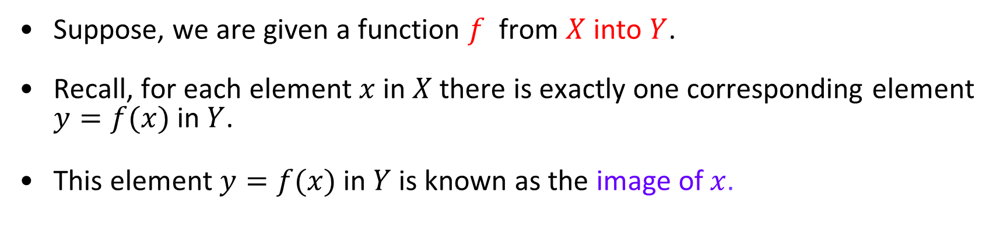 • Suppose, we are given a function 𝑓 from 𝑋 into 𝑌.
• Recall, for each element 𝑥 in 𝑋 there is exactly one corresponding element
𝑦 = 𝑓(𝑥) in 𝑌.
• This element 𝑦 = 𝑓(𝑥) in 𝑌 is known as the image of 𝑥.